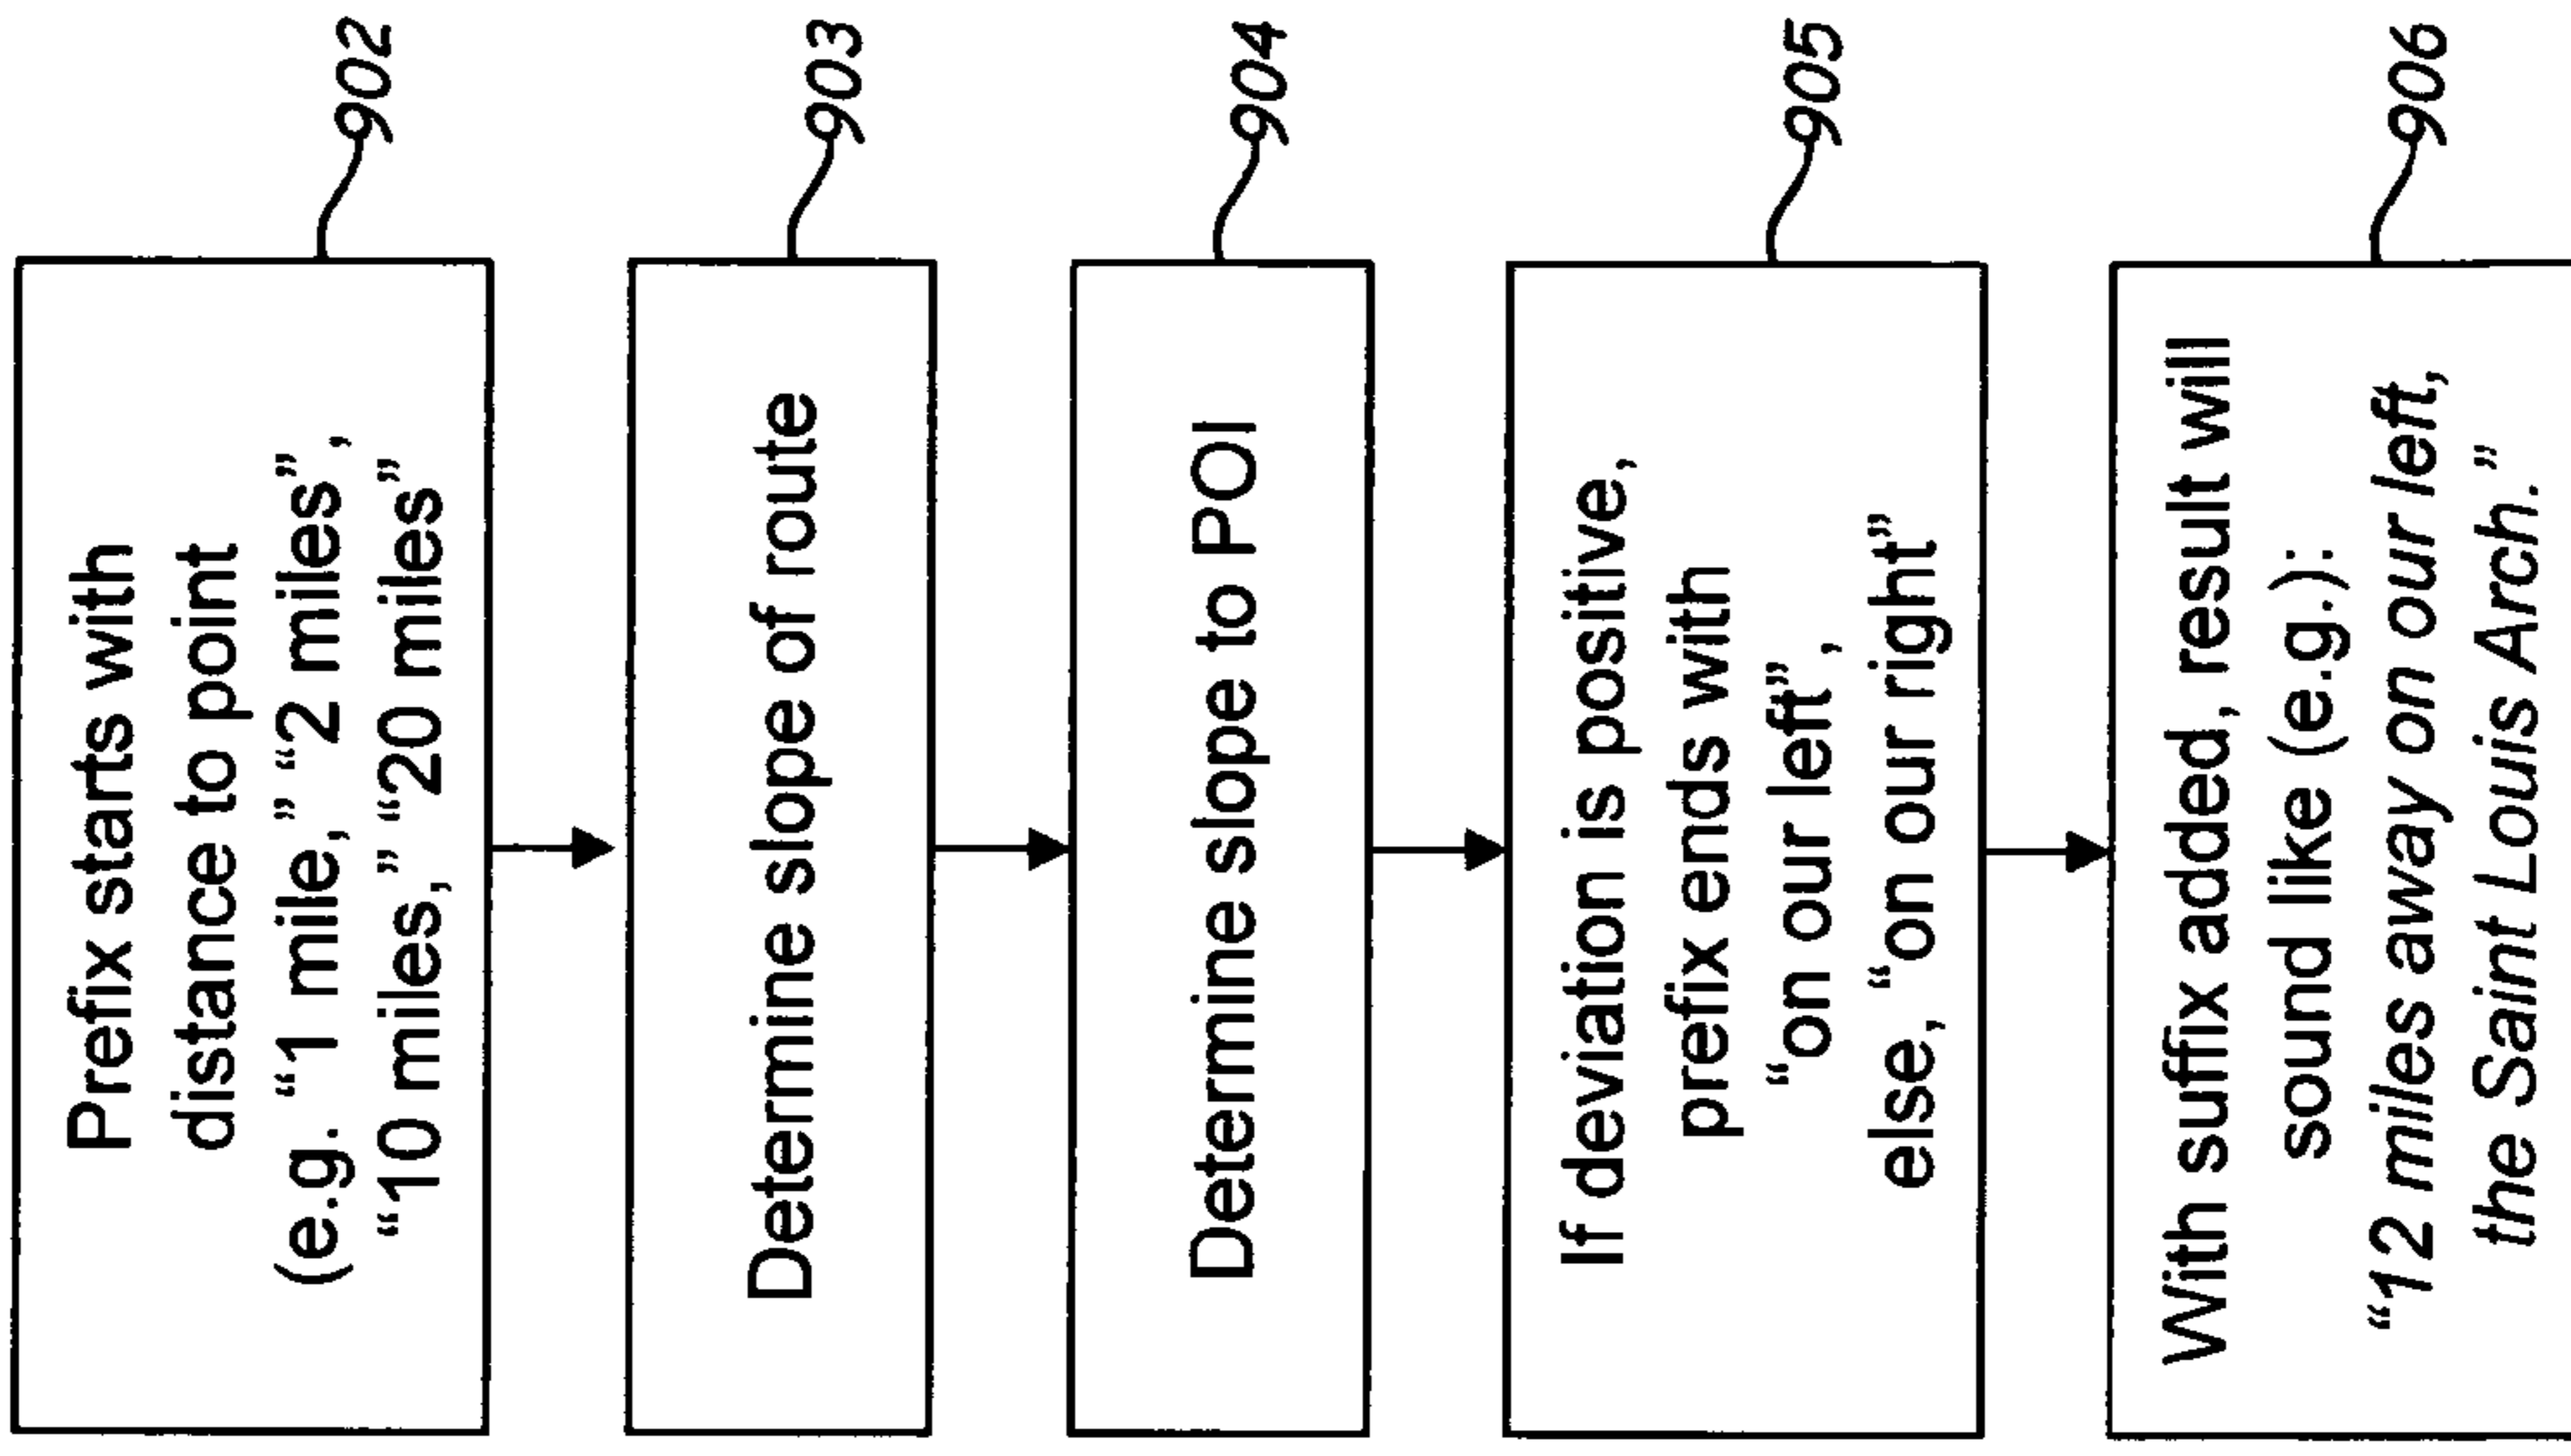 Prefix starts with
distance to point
(e.g. “1 mile,” “2 miles”,
“10 miles,” “20 miles”
902
Determine slope of route
903
Determine slope to POI
904
If deviation is positive,
prefix ends with
“on our left”,
else, “on our right”
905
With suffix added, result will
sound like (e.g.):
“12 miles away on our left,
the Saint Louis Arch.”
906